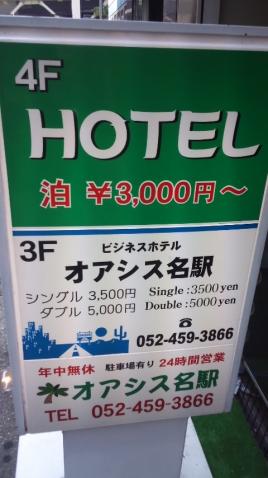 4F
HOTEL
泊 ¥3,000円~
3F
ビジネスホテル
オアシス名駅
シングル 3,500円 Single : 3500 yen
ダブル 5,000円 Double : 5000 yen
☎
052-459-3866
年中無休 駐車場有り 24時間営業
オアシス名駅
TEL 052-459-3866